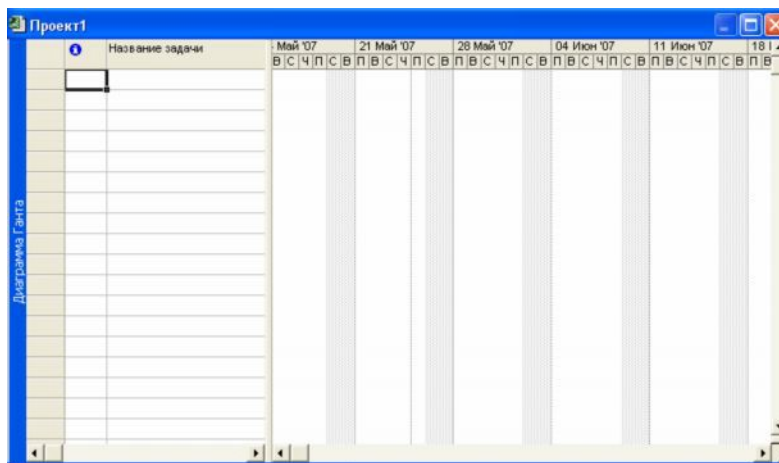 Проект1
Название задачи
Май '07 21 Май '07 28 Май '07 04 Июн '07 11 Июн '07 18
В С Ч П С В П В С Ч П С В П В С Ч П С В П В С Ч П С В П В С Ч П С В П В
Диаграмма Ганта